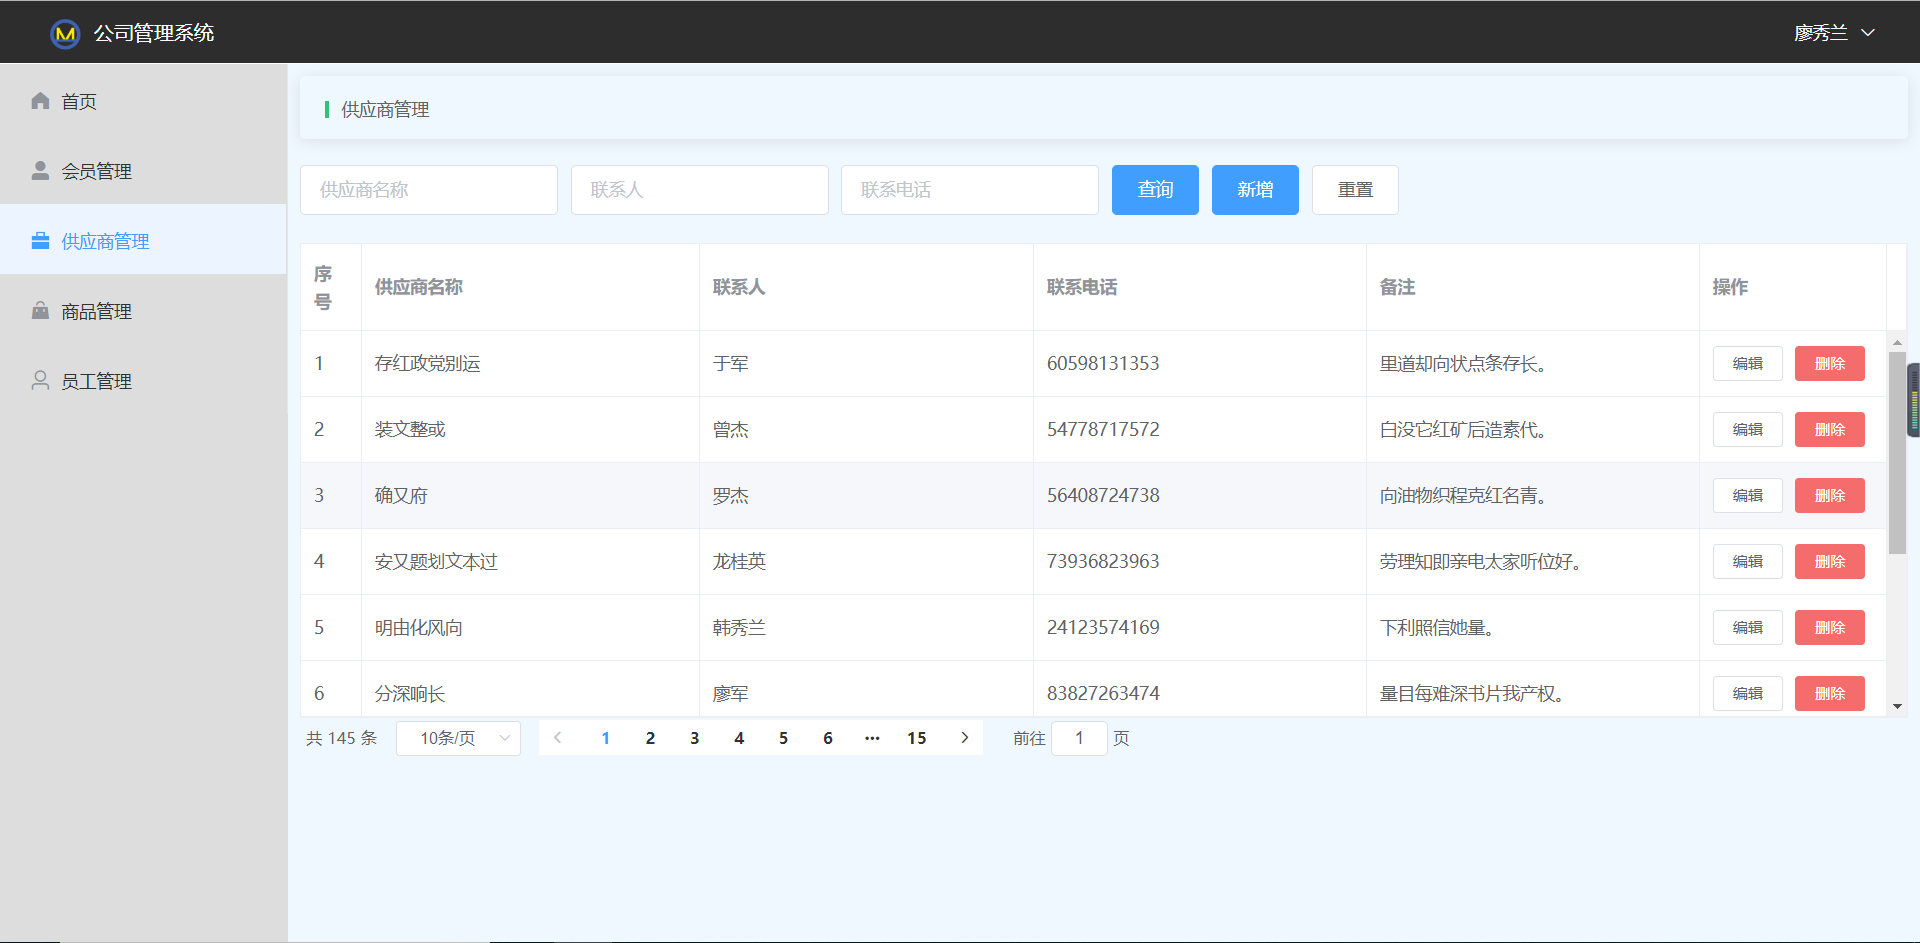 公司管理系统
廖秀兰
首页
会员管理
供应商管理
商品管理
员工管理
供应商管理
供应商名称 联系人 联系电话 查询 新增 重置
序号 供应商名称 联系人 联系电话 备注 操作
1 存红政党别运 于军 60598131353 里道却向状点条存长。 编辑 删除
2 装文整或 曾杰 54778717572 白没它红矿后造素代。 编辑 删除
3 确又府 罗杰 56408724738 向油物织程克红名青。 编辑 删除
4 安又题划文本过 龙桂英 73936823963 劳理知即亲电太家听位好。 编辑 删除
5 明由化风向 韩秀兰 24123574169 下利照信她量。 编辑 删除
6 分深响长 廖军 83827263474 量目每难深书片我产权。 编辑 删除
共 145 条 10条/页 1 2 3 4 5 6 ··· 15 前往 1 页